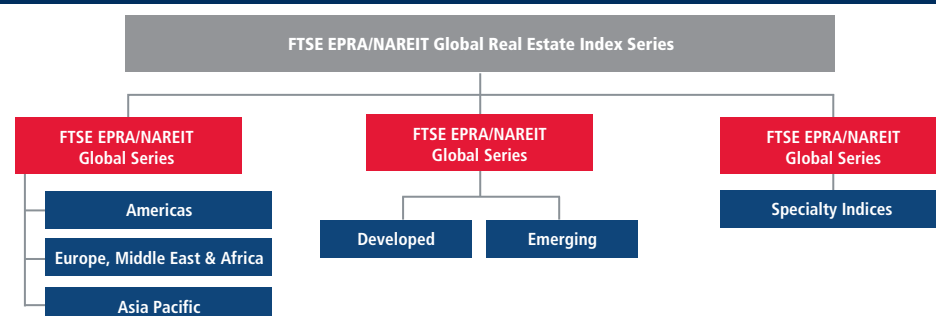 FTSE EPRA/NAREIT Global Real Estate Index Series
FTSE EPRA/NAREIT
Global Series
Americas
Europe, Middle East & Africa
Asia Pacific
FTSE EPRA/NAREIT
Global Series
Developed
Emerging
FTSE EPRA/NAREIT
Global Series
Specialty Indices